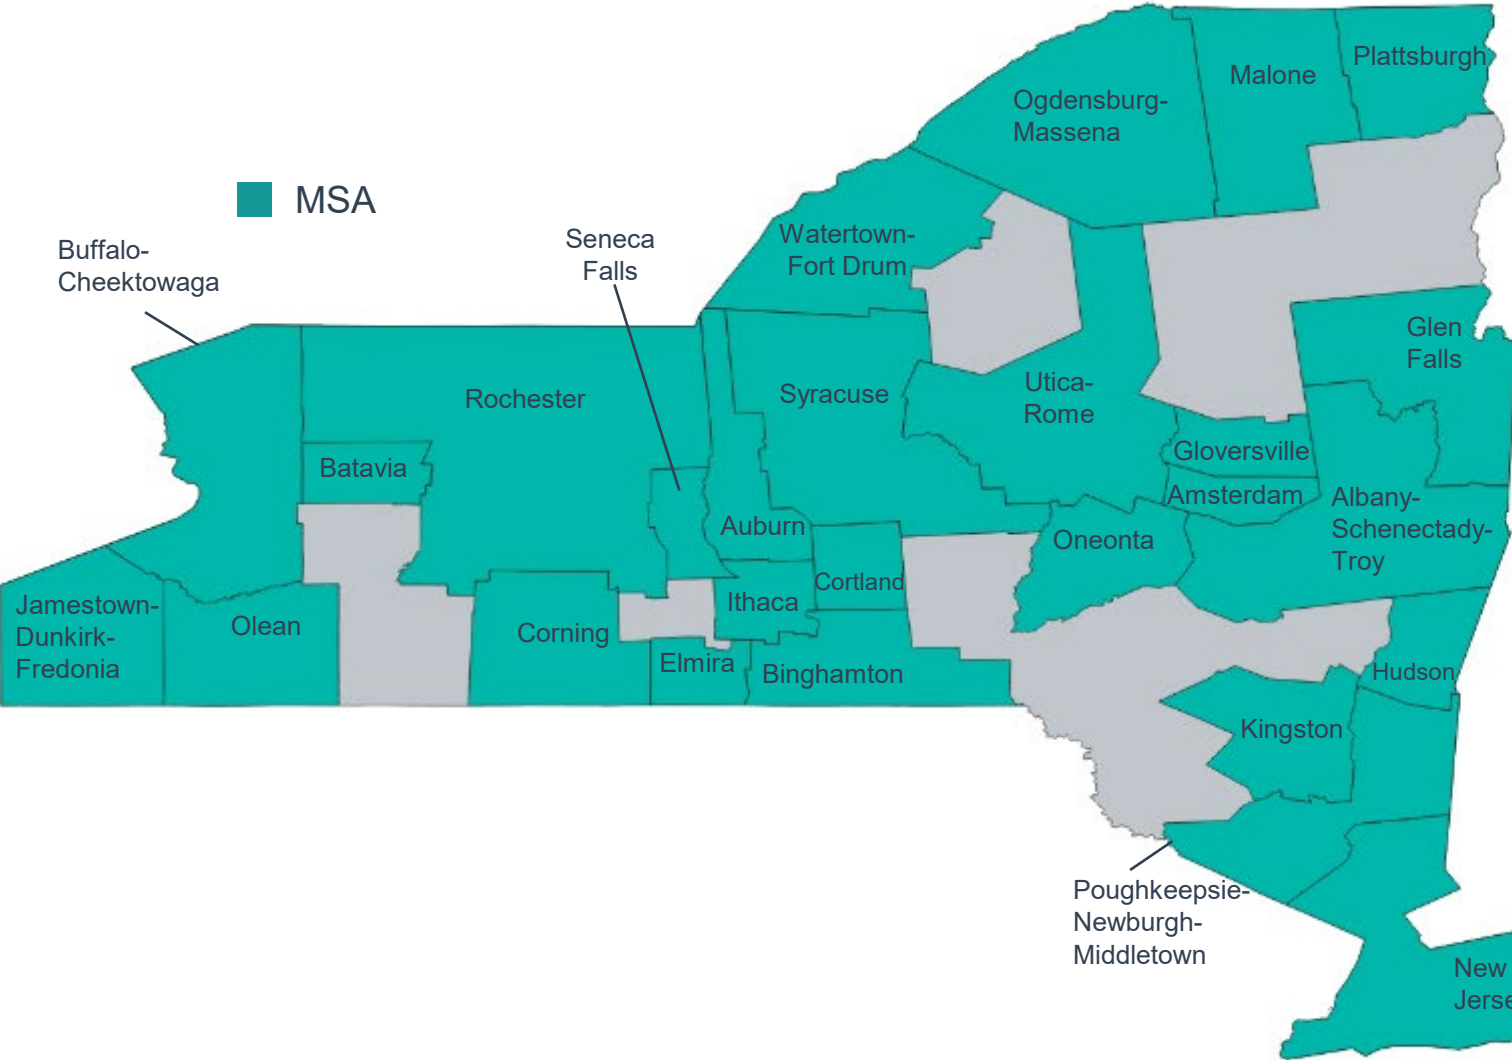 Plattsburgh
Malone
Ogdensburg-
Massena
MSA
Buffalo-
Cheektowaga
Seneca
Falls
Watertown-
Fort Drum
Glen
Falls
Rochester
Syracuse
Utica-
Rome
Batavia
Gloversville
Amsterdam
Albany-
Schenectady-
Troy
Auburn
Oneonta
Cortland
Ithaca
Jamestown-
Dunkirk-
Fredonia
Olean
Corning
Elmira
Binghamton
Hudson
Kingston
Poughkeepsie-
Newburgh-
Middletown
New
Jerse